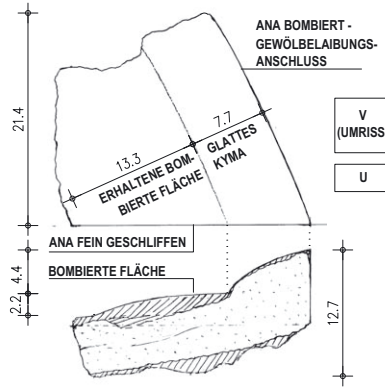 ANA BOMBIERT -
GEWÖLBELAIBUNGS-
ANSCHLUSS
V
(UMRISS
U
21.4
13.3
7.7
ERHALTENE BOM-
BIERTE FLÄCHE
GLATTES
KYMA
ANA FEIN GESCHLIFFEN
BOMBIERTE FLÄCHE
4.4
2.2
12.7